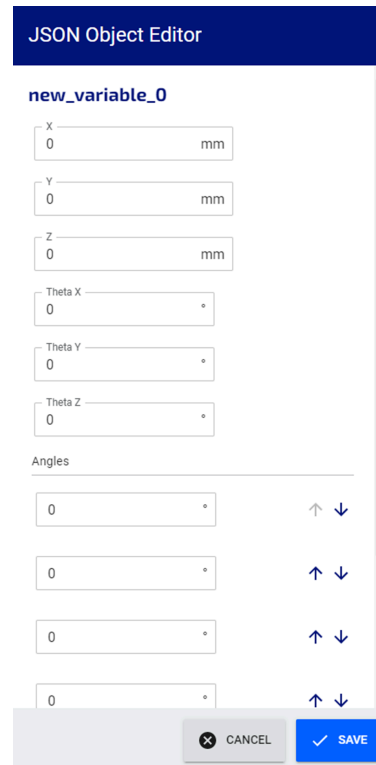 JSON Object Editor
new_variable_0
X
0 mm
Y
0 mm
Z
0 mm
Theta X
0 °
Theta Y
0 °
Theta Z
0 °
Angles
0 °
0 °
0 °
0 °
CANCEL SAVE